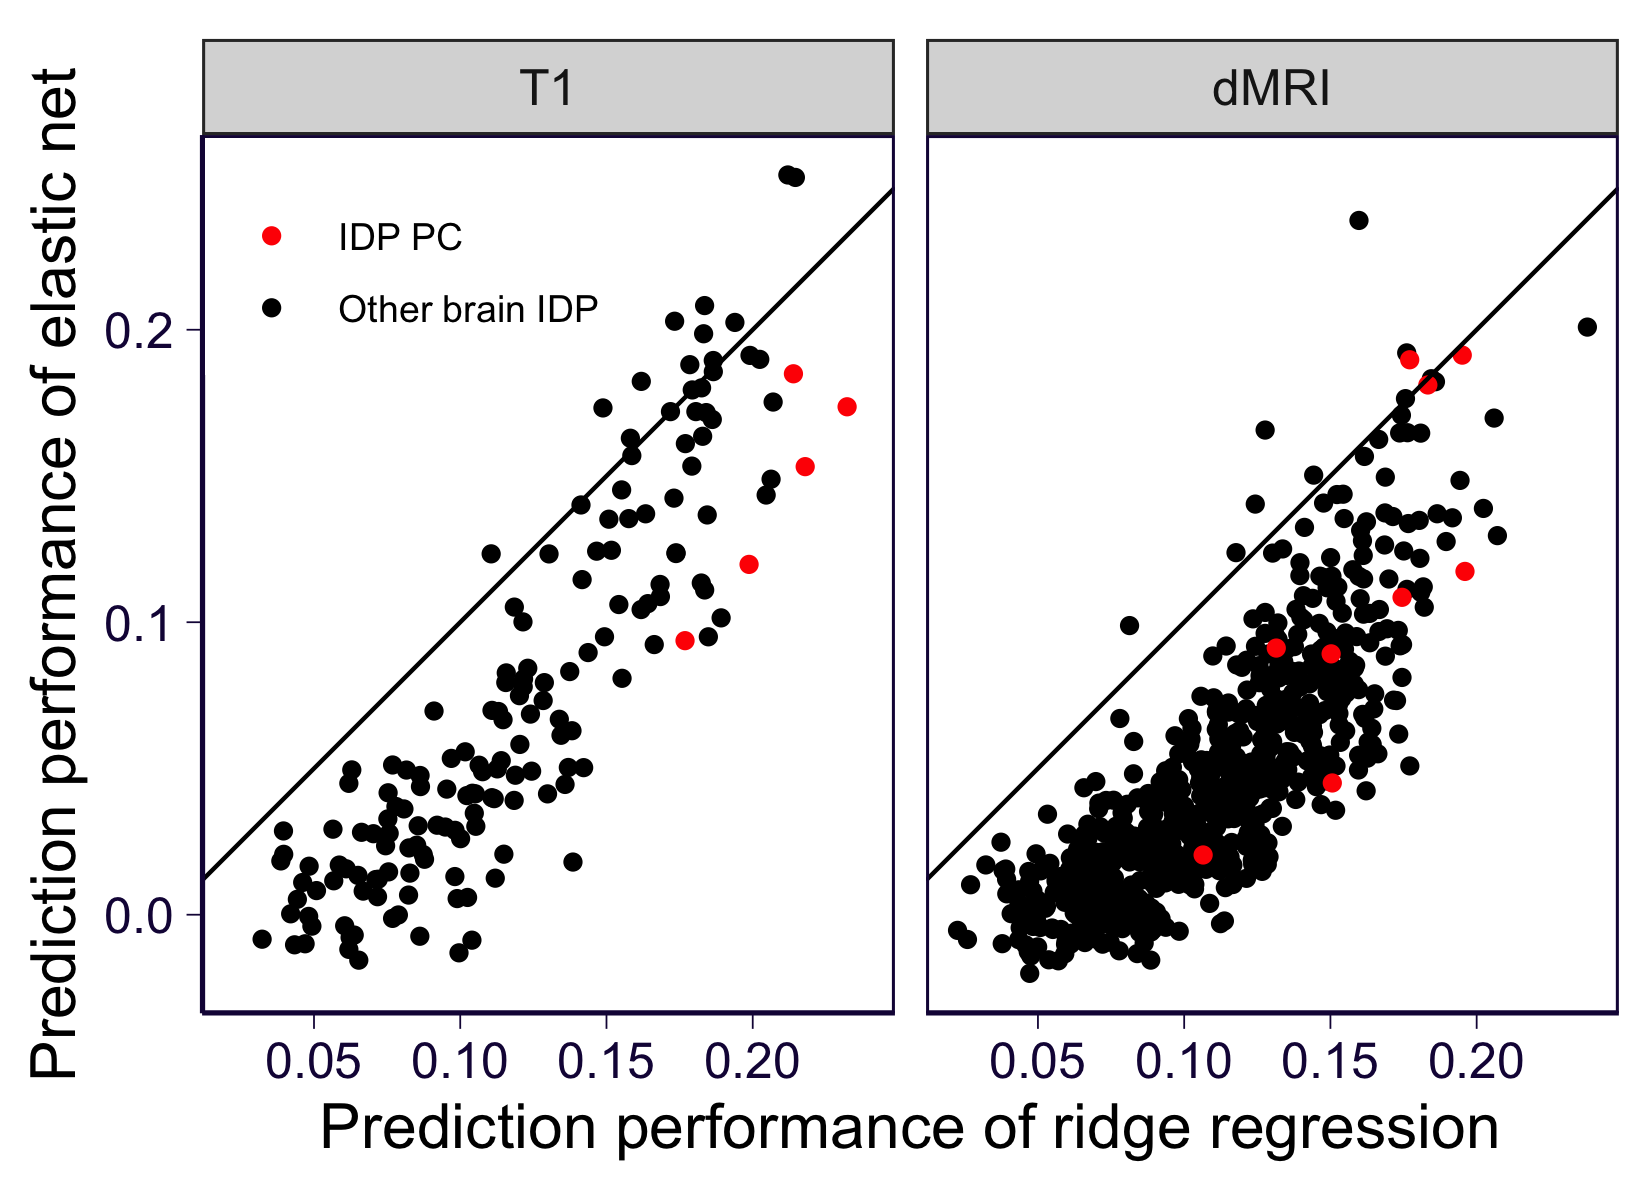 T1
dMRI
IDP PC
Other brain IDP
Prediction performance of elastic net
0.2
0.1
0.0
0.05 0.10 0.15 0.20
0.05 0.10 0.15 0.20
Prediction performance of ridge regression